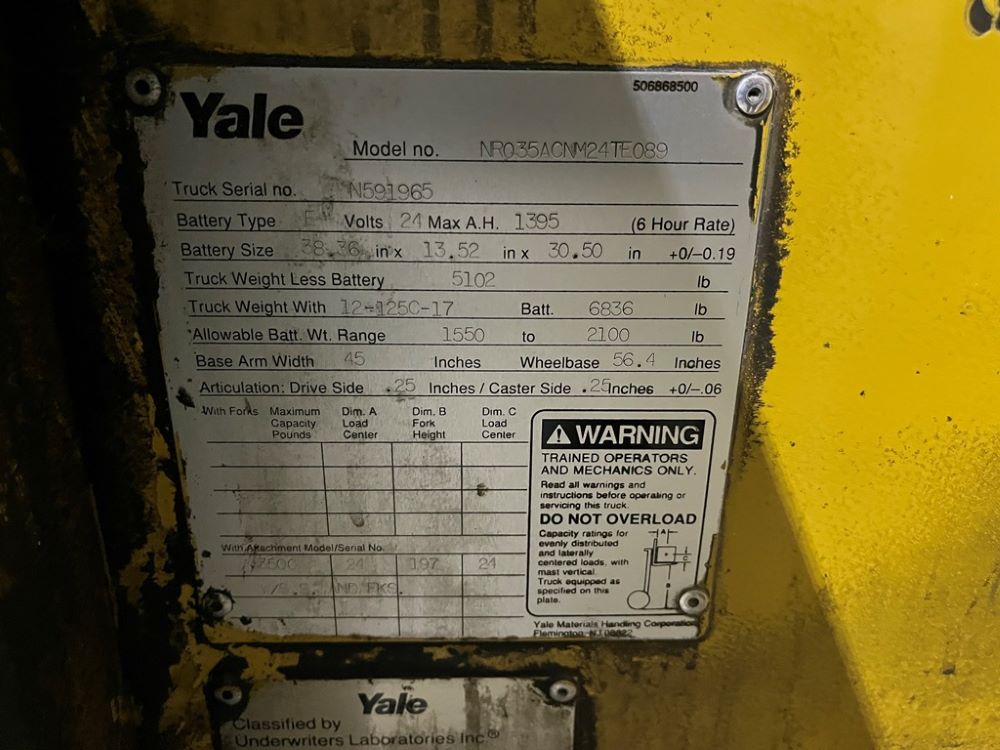 506868500
Yale
Model no. NR035ACNM24TE089
Truck Serial no. N591965
Battery Type E Volts 24 Max A.H. 1395 (6 Hour Rate)
Battery Size 38.36 in x 13.52 in x 30.50 in +0/–0.19
Truck Weight Less Battery 5102 lb
Truck Weight With 12-125C-17 Batt. 6836 lb
Allowable Batt. Wt. Range 1550 to 2100 lb
Base Arm Width 45 Inches Wheelbase 56.4 Inches
Articulation: Drive Side .25 Inches / Caster Side .25 Inches +0/–.06
With Forks Maximum Capacity Pounds Dim. A Load Center Dim. B Fork Height Dim. C Load Center
With Attachment Model/Serial No.
24 197 24
AND FKS.
WARNING
TRAINED OPERATORS
AND MECHANICS ONLY.
Read all warnings and
instructions before operating or
servicing this truck.
DO NOT OVERLOAD
Capacity ratings for
evenly distributed
and laterally
centered loads, with
mast vertical.
Truck equipped as
specified on this
plate.
A
Yale Materials Handling Corporation
Flemington, NJ 08822
Yale
Classified by
Underwriters Laboratories Inc.®